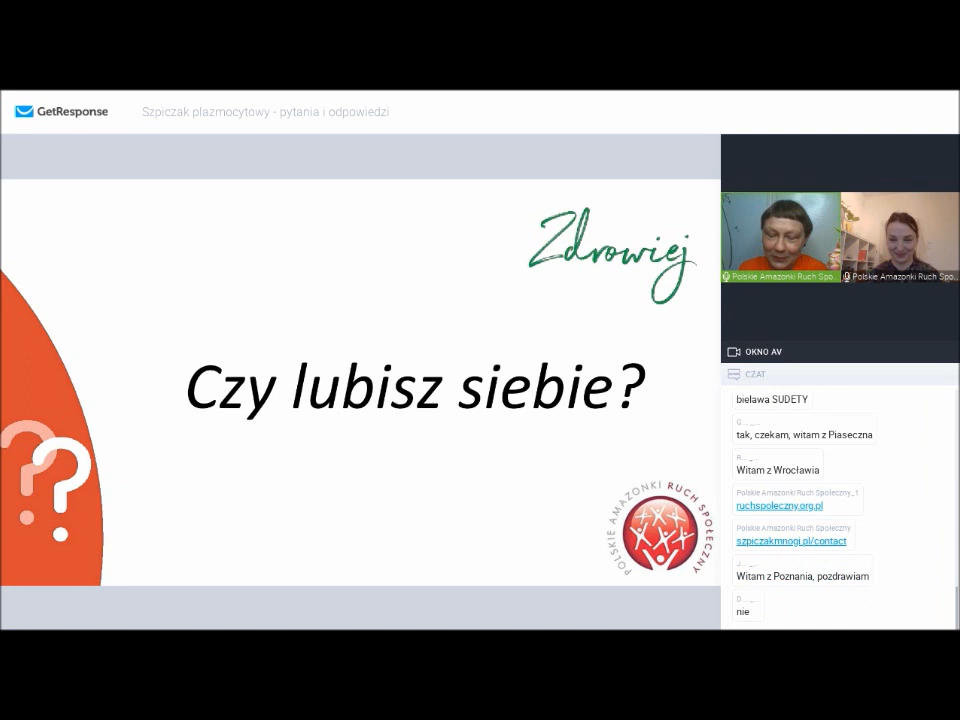 GetResponse
Szpiczak plazmocytowy - pytania i odpowiedzi
Zdrowiej
Czy lubisz siebie?
??
POLSKIE AMAZONKI RUCH SPOŁECZNY
Polskie Amazonki Ruch Spo...
Polskie Amazonki Ruch Spo...
OKNO AV
CZAT
bielawa SUDETY
G... _...
tak, czekam, witam z Piaseczna
R... _...
Witam z Wrocławia
Polskie Amazonki Ruch Społeczny_1
ruchspoleczny.org.pl
Polskie Amazonki Ruch Społeczny
szpiczakmnogi.pl/contact
J... _...
Witam z Poznania, pozdrawiam
D... _...
nie